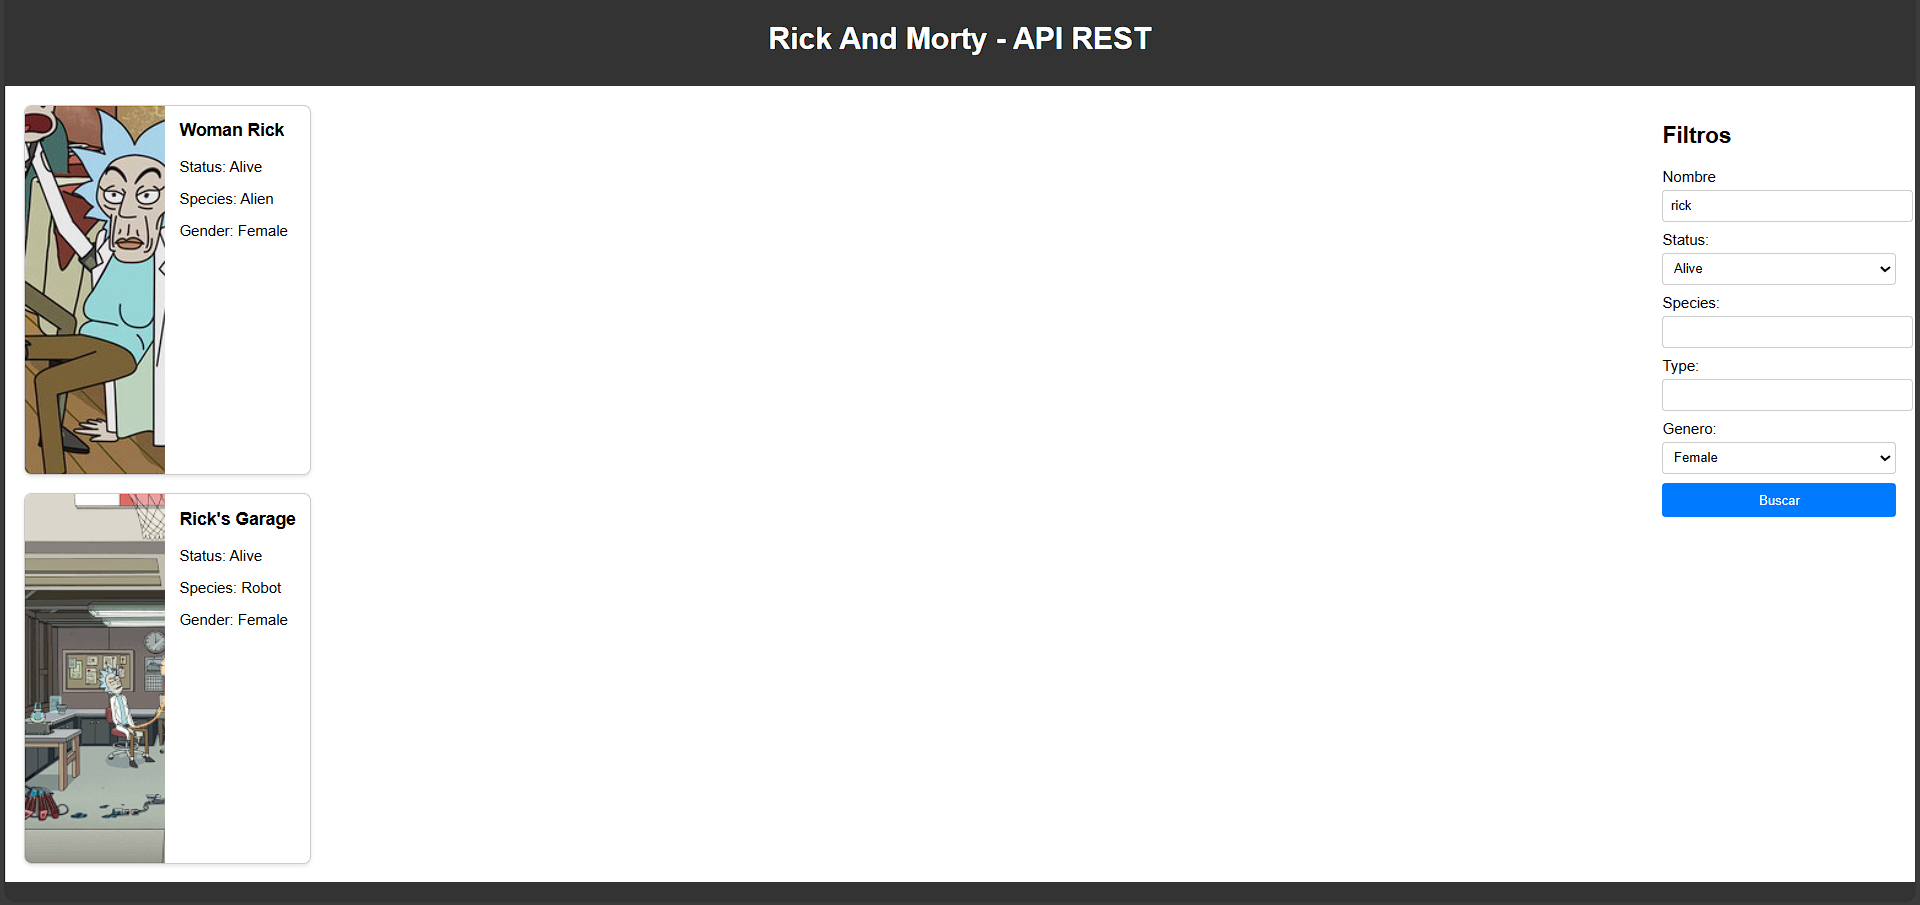 Rick And Morty - API REST
Woman Rick
Status: Alive
Species: Alien
Gender: Female
Rick's Garage
Status: Alive
Species: Robot
Gender: Female
Filtros
Nombre
rick
Status:
Alive
Species:
Type:
Genero:
Female
Buscar